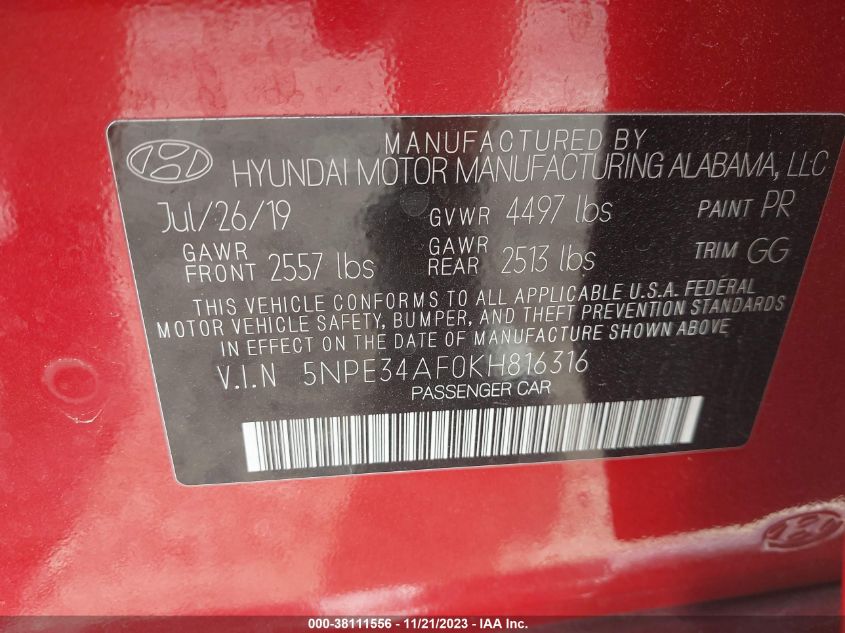 MANUFACTURED BY
HYUNDAI MOTOR MANUFACTURING ALABAMA, LLC
Jul/26/19 GVWR 4497 lbs PAINT PR
GAWR FRONT 2557 lbs GAWR REAR 2513 lbs TRIM GG
THIS VEHICLE CONFORMS TO ALL APPLICABLE U.S.A. FEDERAL
MOTOR VEHICLE SAFETY, BUMPER, AND THEFT PREVENTION STANDARDS
IN EFFECT ON THE DATE OF MANUFACTURE SHOWN ABOVE
V.I.N 5NPE34AF0KH816316
PASSENGER CAR
000-38111556 - 11/21/2023 - IAA Inc.